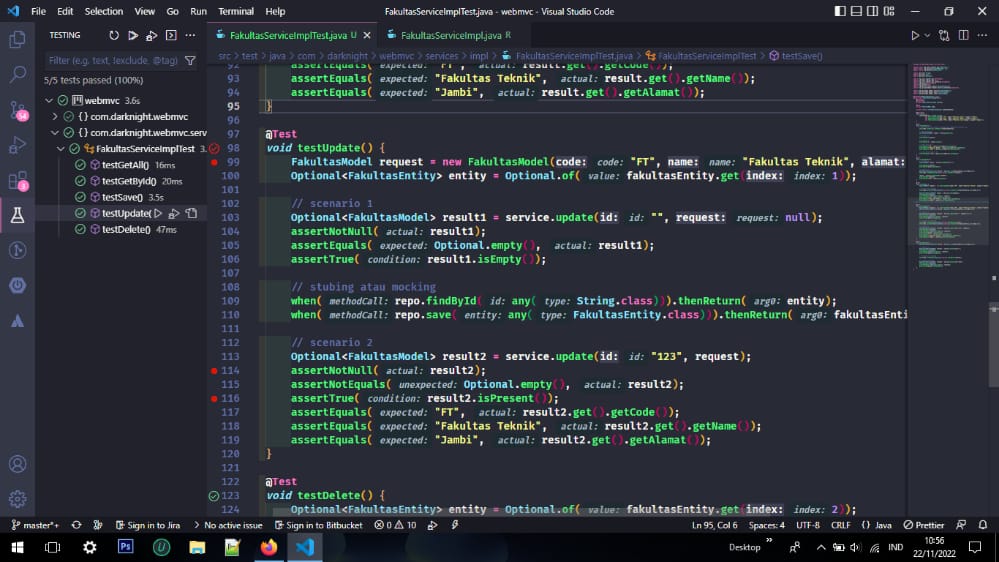 File Edit Selection View Go Run Terminal Help
FakultasServiceImplTest.java - webmvc - Visual Studio Code
TESTING
Filter (e.g. text, !exclude, @tag)
5/5 tests passed (100%)
webmvc 3.6s
com.darknight.webmvc
com.darknight.webmvc.serv
FakultasServiceImplTest 3.
testGetAll() 16ms
testGetById() 20ms
testSave() 3.5s
testUpdate(
testDelete() 47ms
54
3
FakultasServiceImplTest.java U
FakultasServiceImpl.java R
src > test > java > com > darknight > webmvc > services > impl > FakultasServiceImplTest.java > FakultasServiceImplTest > testSave()
assertEquals( expected: "FT", actual: result.get().getCode());
93 assertEquals( expected: "Fakultas Teknik", actual: result.get().getName());
94 assertEquals( expected: "Jambi", actual: result.get().getAlamat());
95 }
96
97 @Test
98 void testUpdate() {
99 FakultasModel request = new FakultasModel(code: code: "FT", name: name: "Fakultas Teknik", alamat:
100 Optional<FakultasEntity> entity = Optional.of( value: fakultasEntity.get(index: index: 1));
101
102 // scenario 1
103 Optional<FakultasModel> result1 = service.update(id: id: "", request: request: null);
104 assertNotNull( actual: result1);
105 assertEquals( expected: Optional.empty(), actual: result1);
106 assertTrue( condition: result1.isEmpty());
107
108 // stubing atau mocking
109 when( methodCall: repo.findById( id: any( type: String.class))).thenReturn( arg0: entity);
110 when( methodCall: repo.save( entity: any( type: FakultasEntity.class))).thenReturn( arg0: fakultasEnti
111
112 // scenario 2
113 Optional<FakultasModel> result2 = service.update(id: id: "123", request);
114 assertNotNull( actual: result2);
115 assertNotEquals( unexpected: Optional.empty(), actual: result2);
116 assertTrue( condition: result2.isPresent());
117 assertEquals( expected: "FT", actual: result2.get().getCode());
118 assertEquals( expected: "Fakultas Teknik", actual: result2.get().getName());
119 assertEquals( expected: "Jambi", actual: result2.get().getAlamat());
120 }
121
122 @Test
123 void testDelete() {
124 Optional<FakultasEntity> entity = Optional.of( value: fakultasEntity.get(index: index: 2));
master*+ Sign in to Jira No active issue Sign in to Bitbucket 0 10 Ln 95, Col 6 Spaces: 4 UTF-8 CRLF {} Java Prettier
Ps
Desktop
IND
10:56
22/11/2022